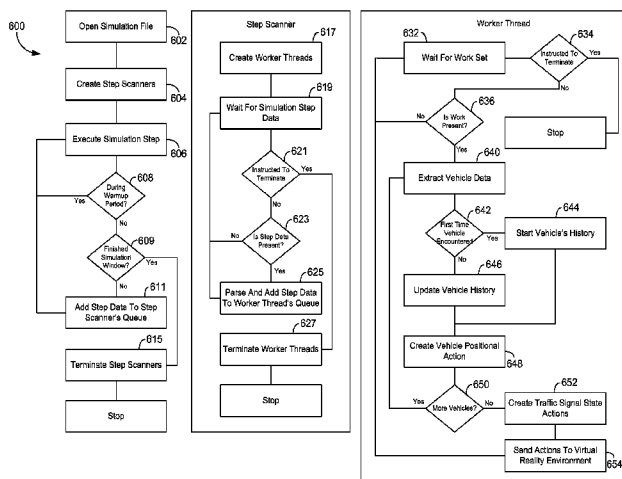 600
Open Simulation File
602
Create Step Scanners
604
Execute Simulation Step
606
608
During
Warmup
Period?
Yes
No
609
Finished
Simulation
Window?
Yes
No
611
Add Step Data To Step
Scanner's Queue
615
Terminate Step Scanners
Stop
Step Scanner
617
Create Worker Threads
619
Wait For Simulation Step
Data
621
Instructed To
Terminate
Yes
No
623
Is Step Data
Present?
No
Yes
625
Parse And Add Step Data
To Worker Thread's Queue
627
Terminate Worker Threads
Stop
Worker Thread
632
Wait For Work Set
634
Instructed To
Terminate
Yes
No
636
Is Work
Present?
No
Yes
Stop
640
Extract Vehicle Data
642
First Time
Vehicle
Encountered
Yes
No
644
Start Vehicle's History
646
Update Vehicle History
Create Vehicle Positional
Action
648
650
More Vehicles?
Yes
No
652
Create Traffic Signal State
Actions
Send Actions To Virtual
Reality Environment
654